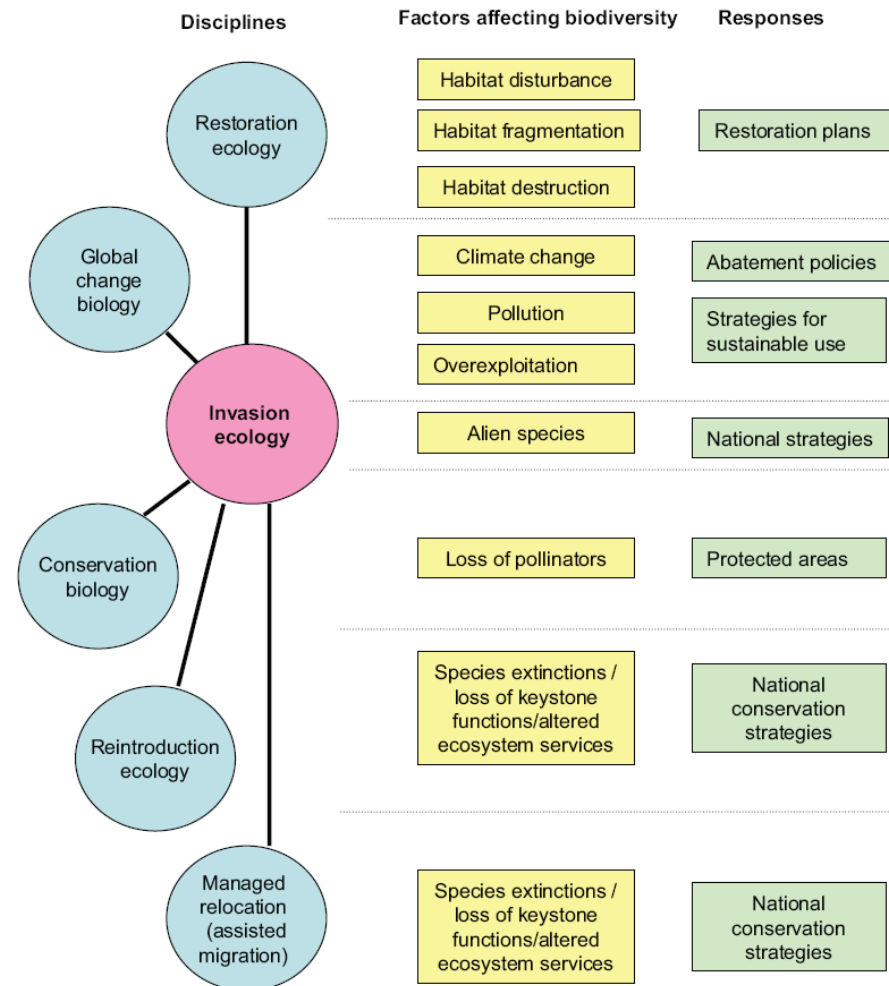 Disciplines
Factors affecting biodiversity
Responses
Restoration
ecology
Habitat disturbance
Habitat fragmentation
Habitat destruction
Restoration plans
Global
change
biology
Climate change
Pollution
Overexploitation
Abatement policies
Strategies for
sustainable use
Invasion
ecology
Alien species
National strategies
Conservation
biology
Loss of pollinators
Protected areas
Reintroduction
ecology
Species extinctions /
loss of keystone
functions/altered
ecosystem services
National
conservation
strategies
Managed
relocation
(assisted
migration)
Species extinctions /
loss of keystone
functions/altered
ecosystem services
National
conservation
strategies